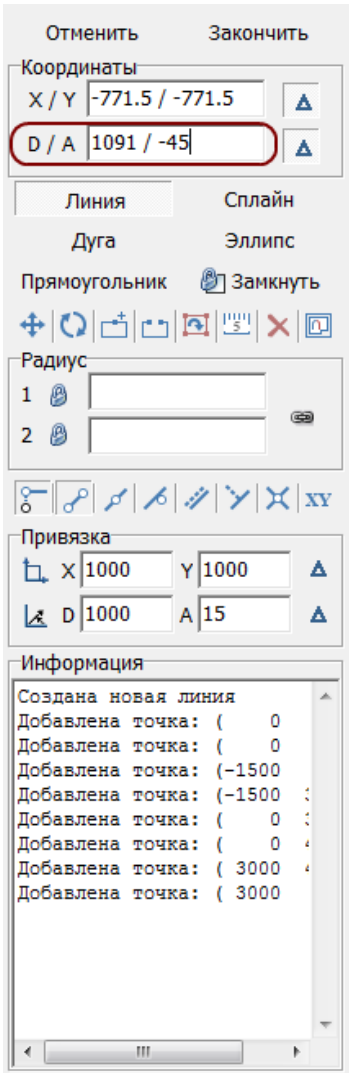 Отменить Закончить
Координаты
X / Y -771.5 / -771.5
D / A 1091 / -45
Линия Сплайн
Дуга Эллипс
Прямоугольник Замкнуть
5
Радиус
1
2
XY
Привязка
X 1000 Y 1000
D 1000 A 15
Информация
Создана новая линия
Добавлена точка: ( 0
Добавлена точка: ( 0
Добавлена точка: (-1500
Добавлена точка: (-1500
Добавлена точка: ( 0
Добавлена точка: ( 0
Добавлена точка: ( 3000
Добавлена точка: ( 3000